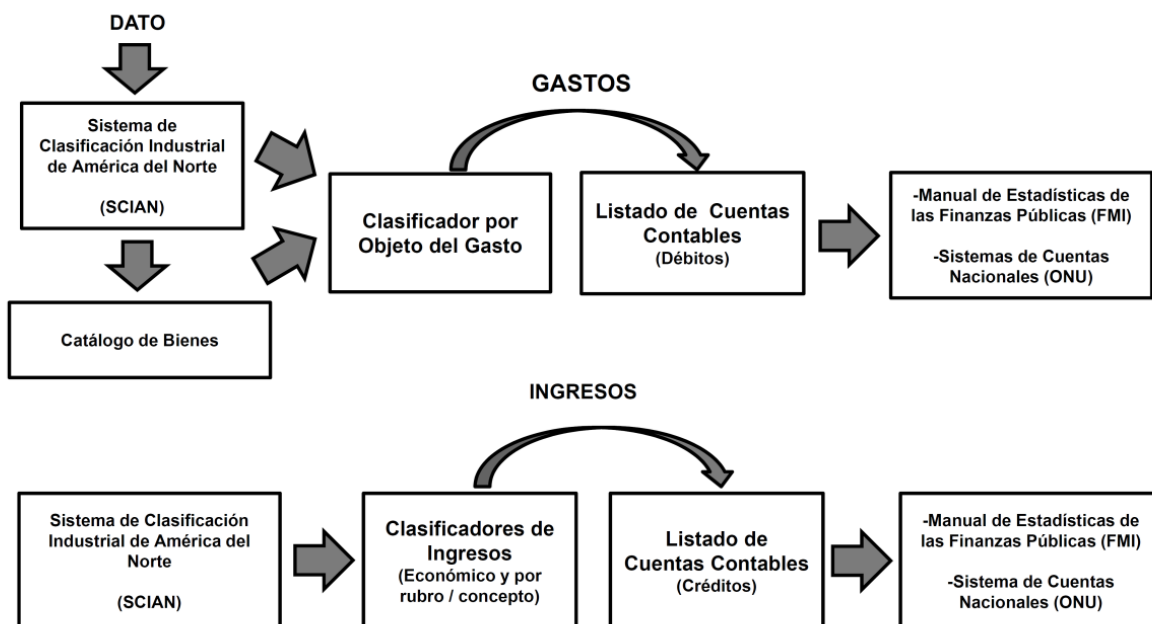 DATO
Sistema de
Clasificación Industrial
de América del Norte
(SCIAN)
Catálogo de Bienes
GASTOS
Clasificador por
Objeto del Gasto
Listado de Cuentas
Contables
(Débitos)
-Manual de Estadísticas de
las Finanzas Públicas (FMI)
-Sistemas de Cuentas
Nacionales (ONU)
INGRESOS
Sistema de Clasificación
Industrial de América del
Norte
(SCIAN)
Clasificadores de
Ingresos
(Económico y por
rubro / concepto)
Listado de
Cuentas Contables
(Créditos)
-Manual de Estadísticas de
las Finanzas Públicas (FMI)
-Sistema de Cuentas
Nacionales (ONU)